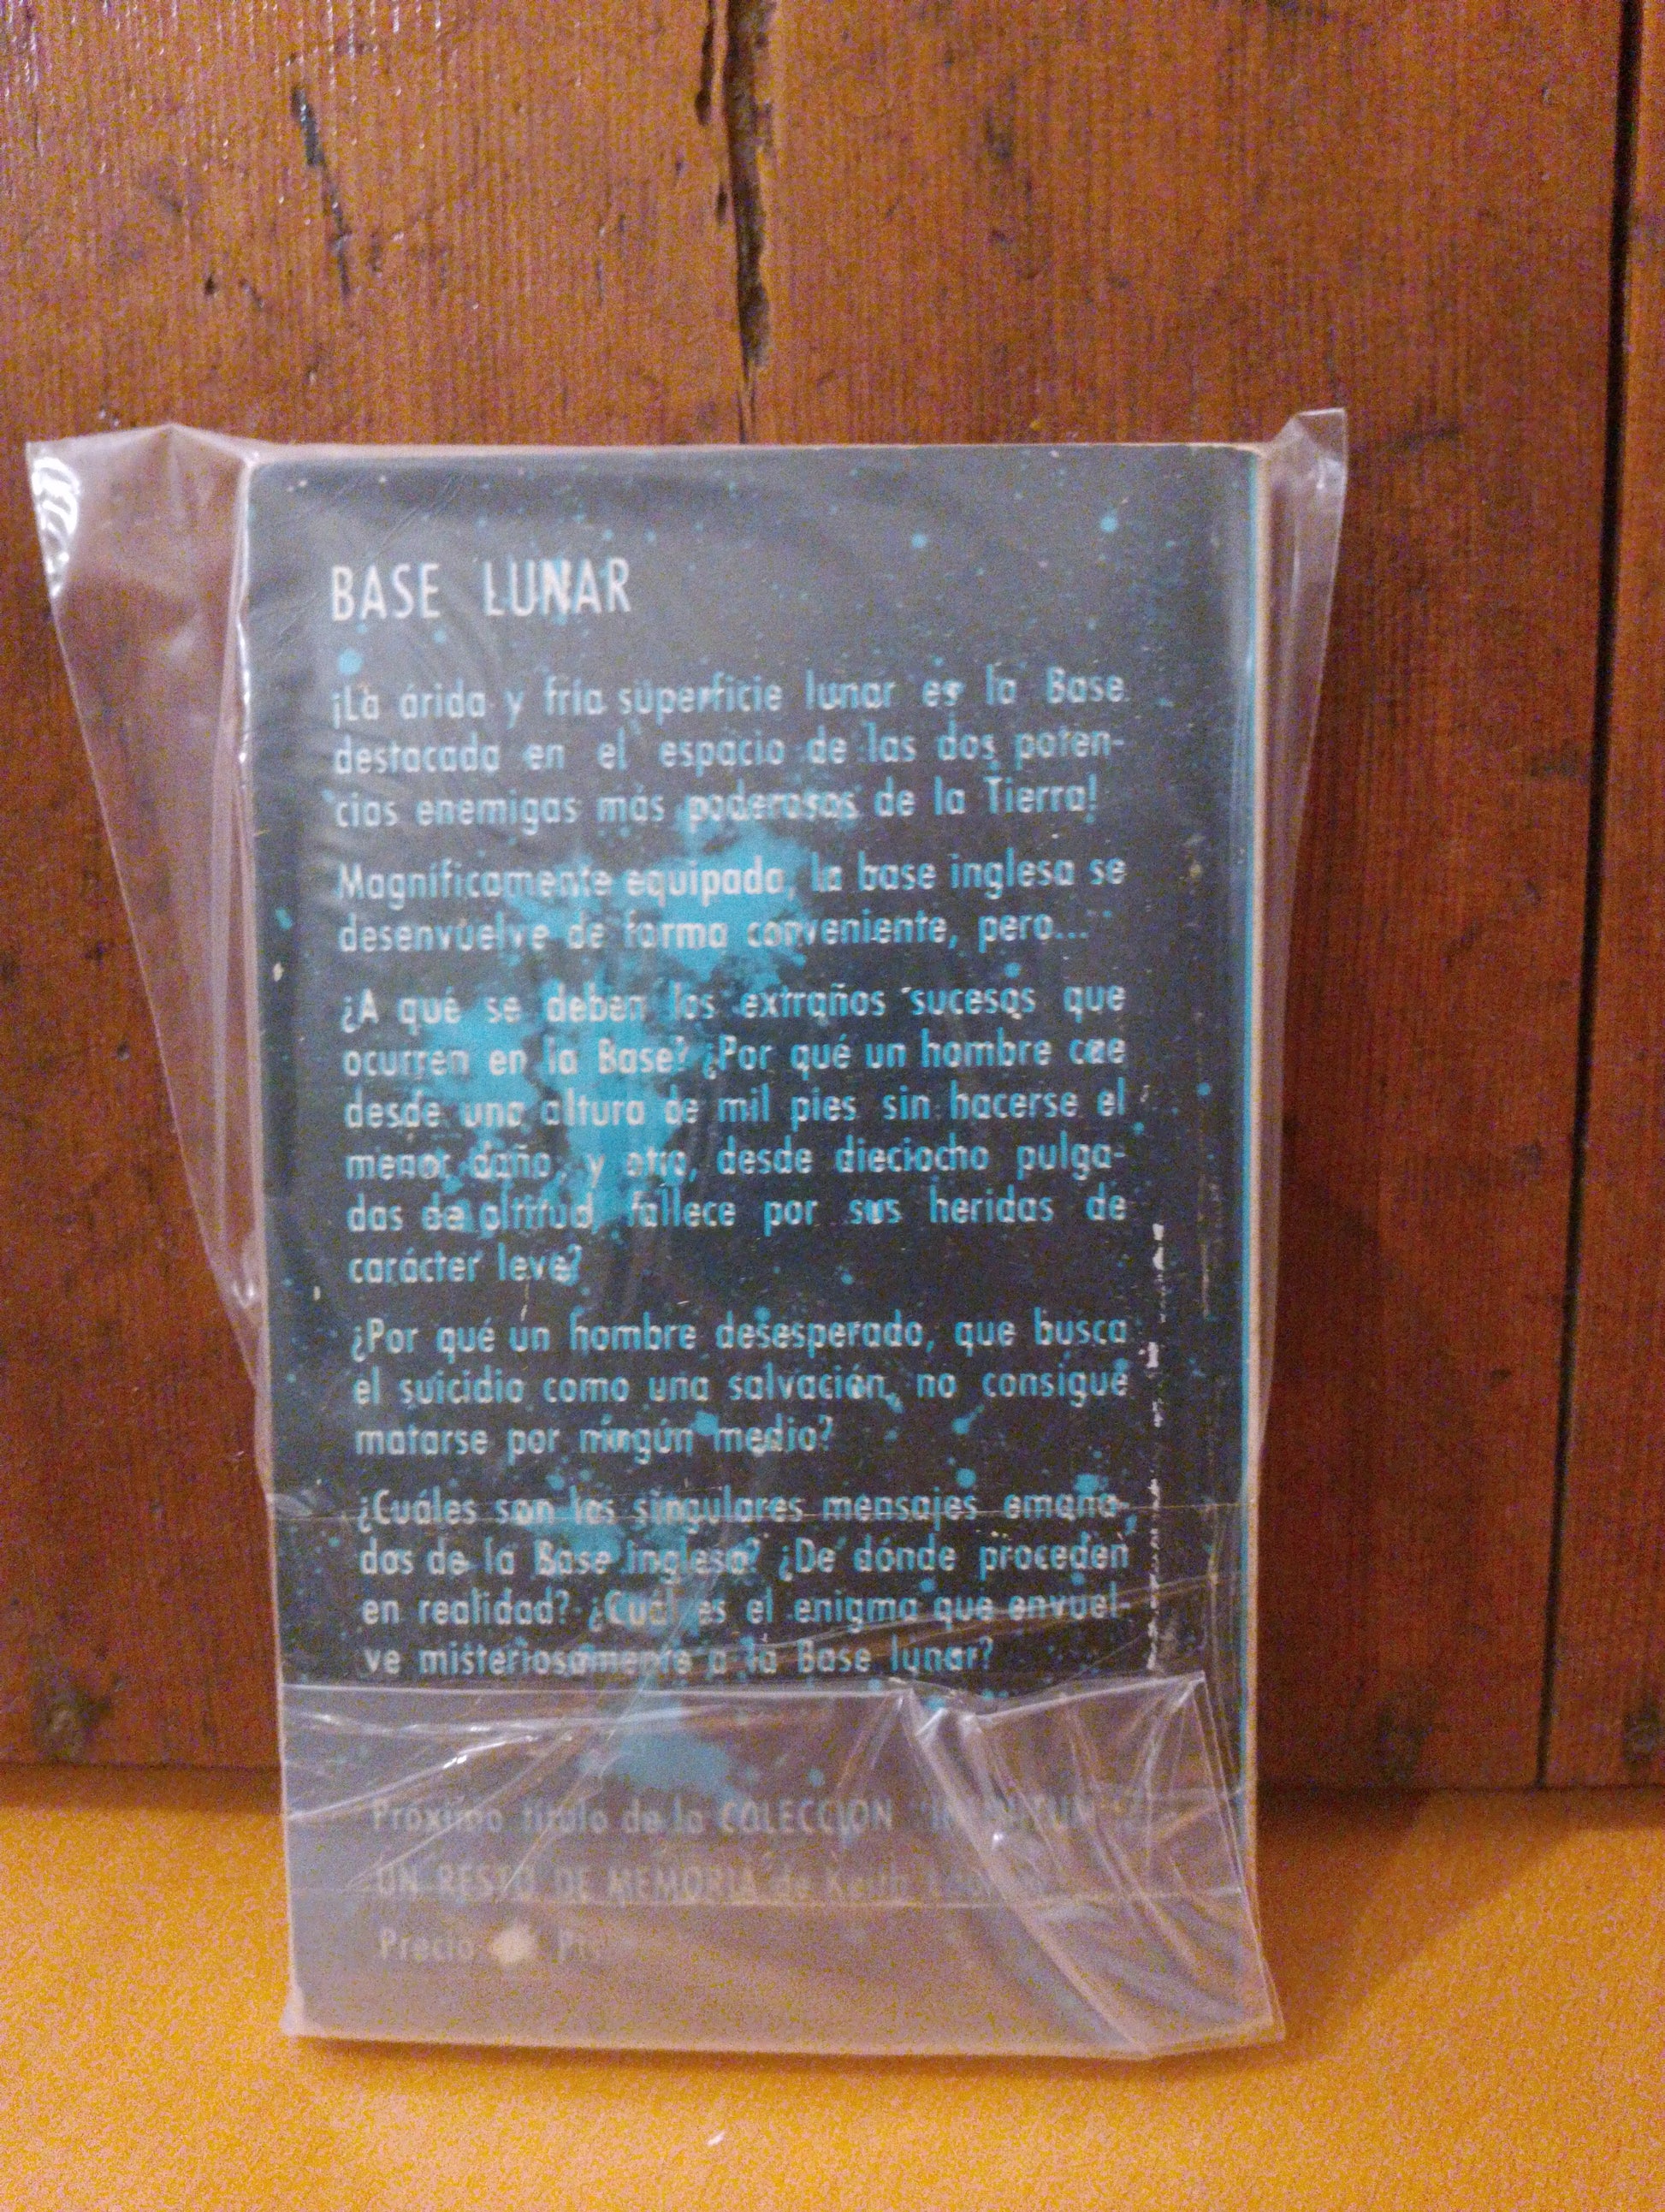 BASE LUNAR
¡La árida y fría superficie lunar es la Base
destacada en el espacio de las dos poten-
cias enemigas más poderosas de la Tierra!
Magníficamente equipada, la base inglesa se
desenvuelve de forma conveniente, pero...
¿A qué se deben los extraños sucesos que
ocurren en la Base? ¿Por qué un hombre cae
desde una altura de mil pies sin hacerse el
menor daño, y otro, desde dieciocho pulga-
das de altitud, fallece por sus heridas de
carácter leve?
¿Por qué un hombre desesperado, que busca
el suicidio como una salvación, no consigue
matarse por ningún medio?
¿Cuáles son los singulares mensajes emana-
dos de la Base inglesa? ¿De dónde proceden
en realidad? ¿Cuál es el enigma que envuel-
ve misteriosamente a la Base lunar?
Próximo título de la COLECCION
UN RESTO DE MEMORIA de
Precio